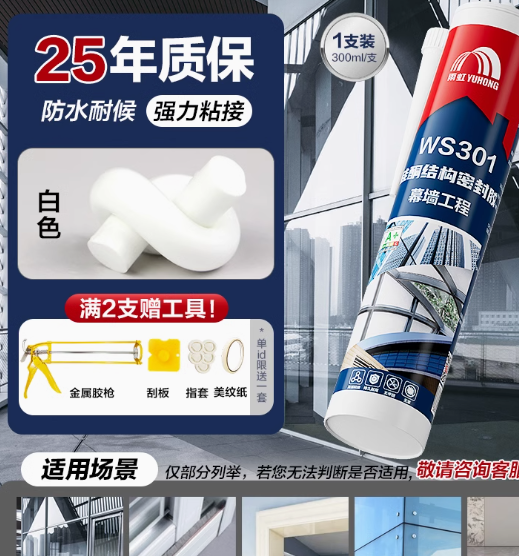 25年质保
防水耐候 强力粘接
1支装
300ml/支
白色
满2支赠工具!
金属胶枪 刮板 指套 美纹纸
*单id限送一套
雨虹 YUHONG
WS301
硅酮结构密封胶
幕墙工程
A+
适用场景 仅部分列举,若您无法判断是否适用,敬请咨询客服